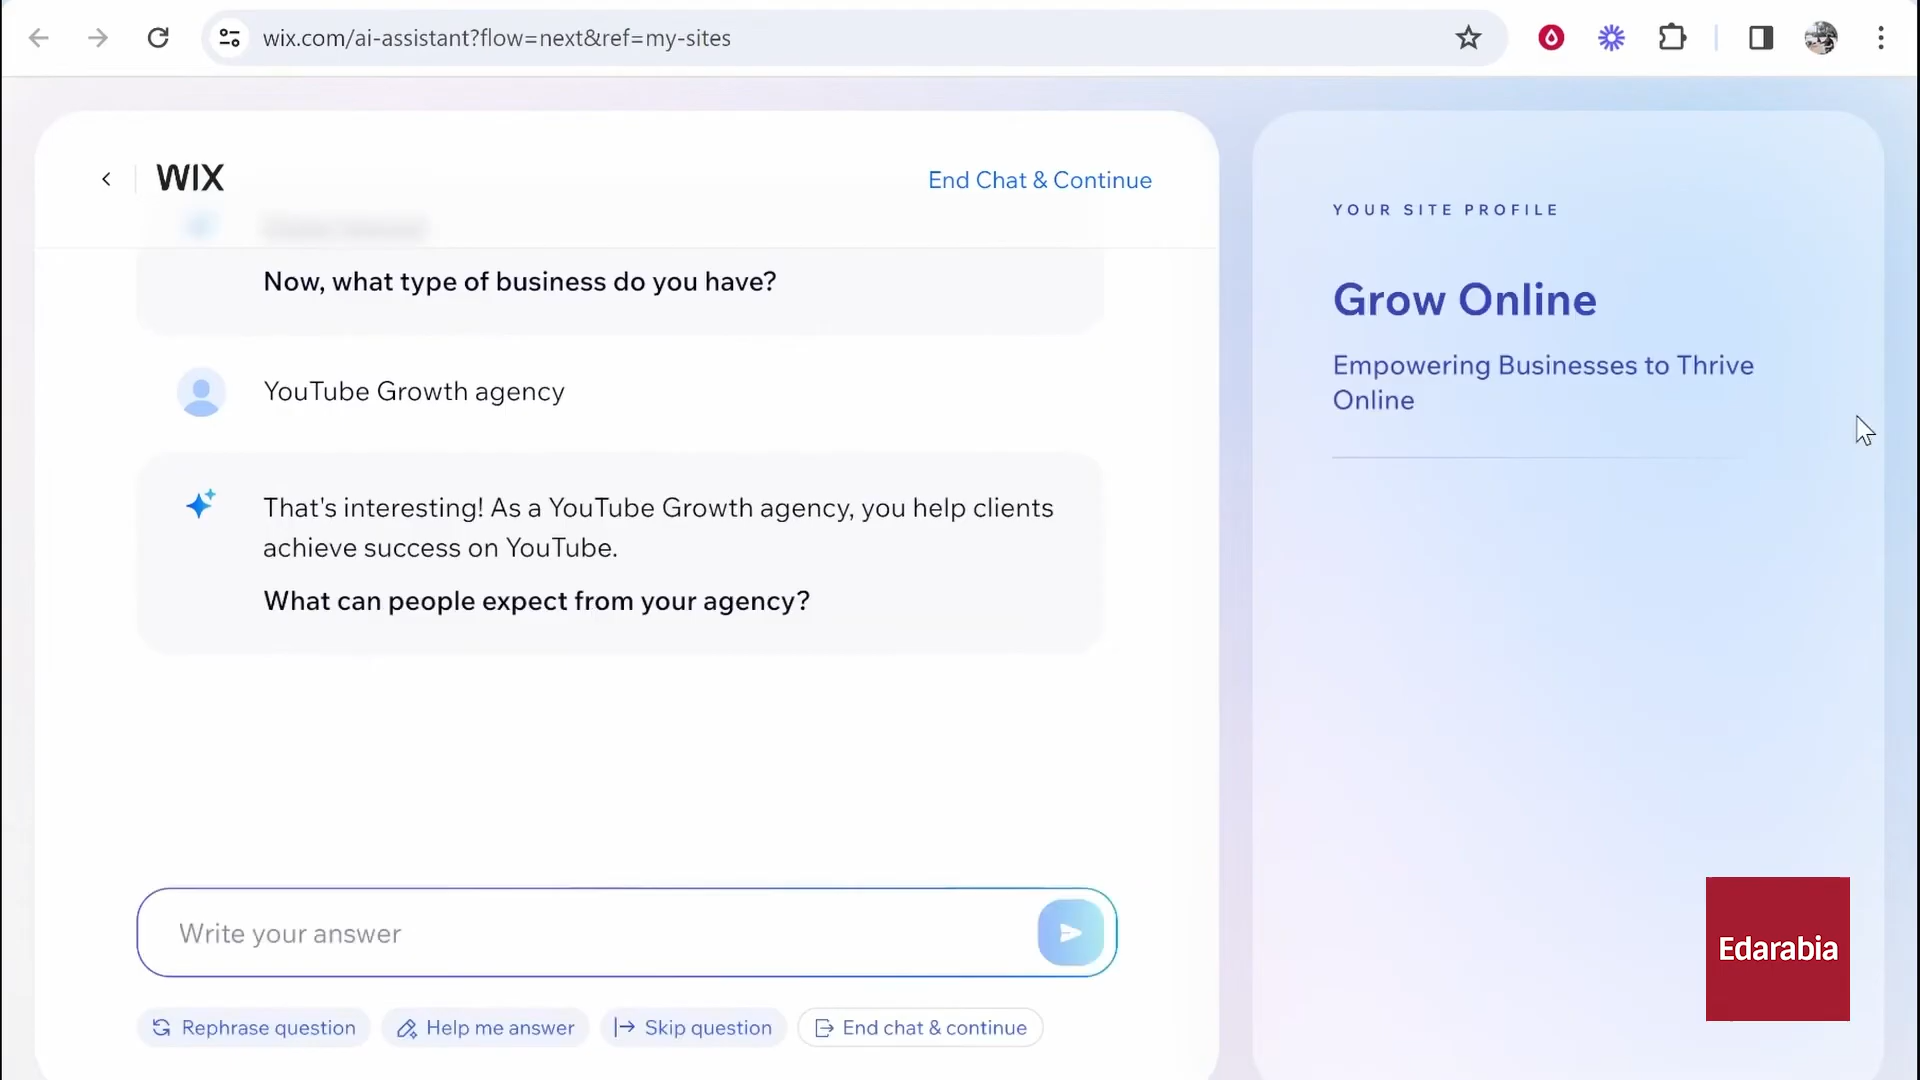 wix.com/ai-assistant?flow=next&ref=my-sites
WIX
End Chat & Continue
Now, what type of business do you have?
YouTube Growth agency
That's interesting! As a YouTube Growth agency, you help clients
achieve success on YouTube.
What can people expect from your agency?
Write your answer
Rephrase question
Help me answer
Skip question
End chat & continue
YOUR SITE PROFILE
Grow Online
Empowering Businesses to Thrive
Online
Edarabia